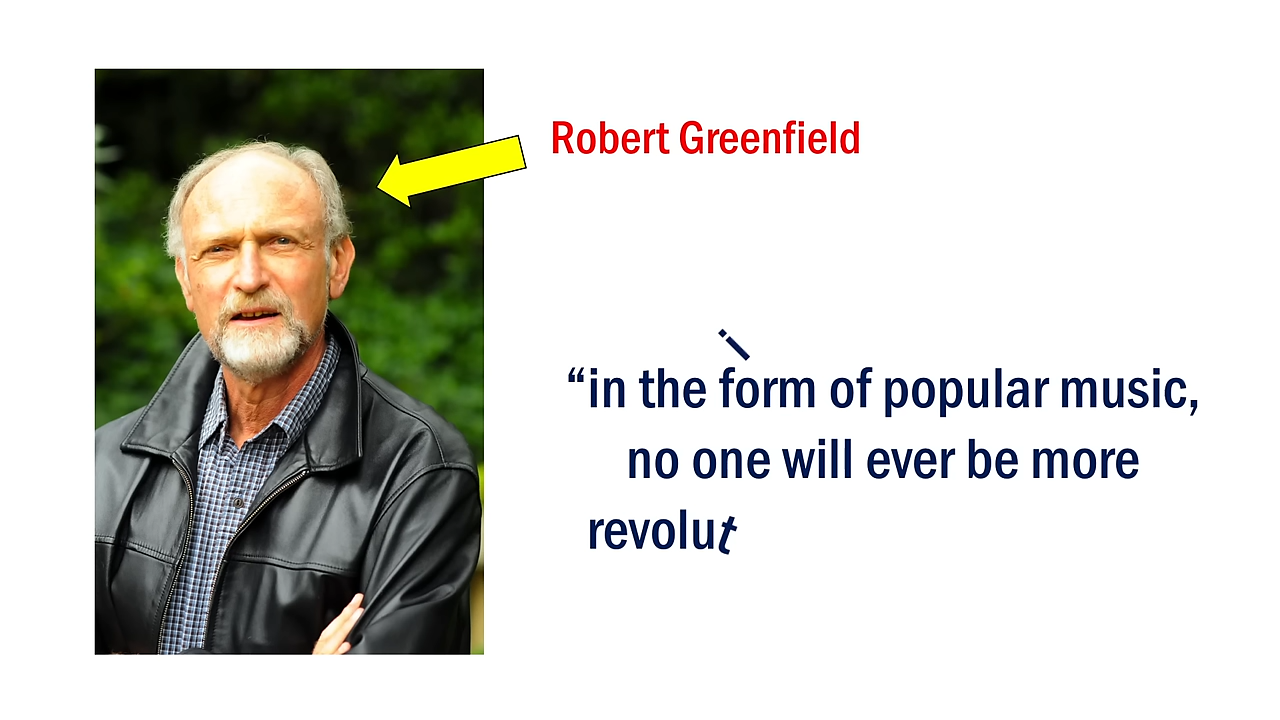 Robert Greenfield
“in the form of popular music,
no one will ever be more
revolut
i